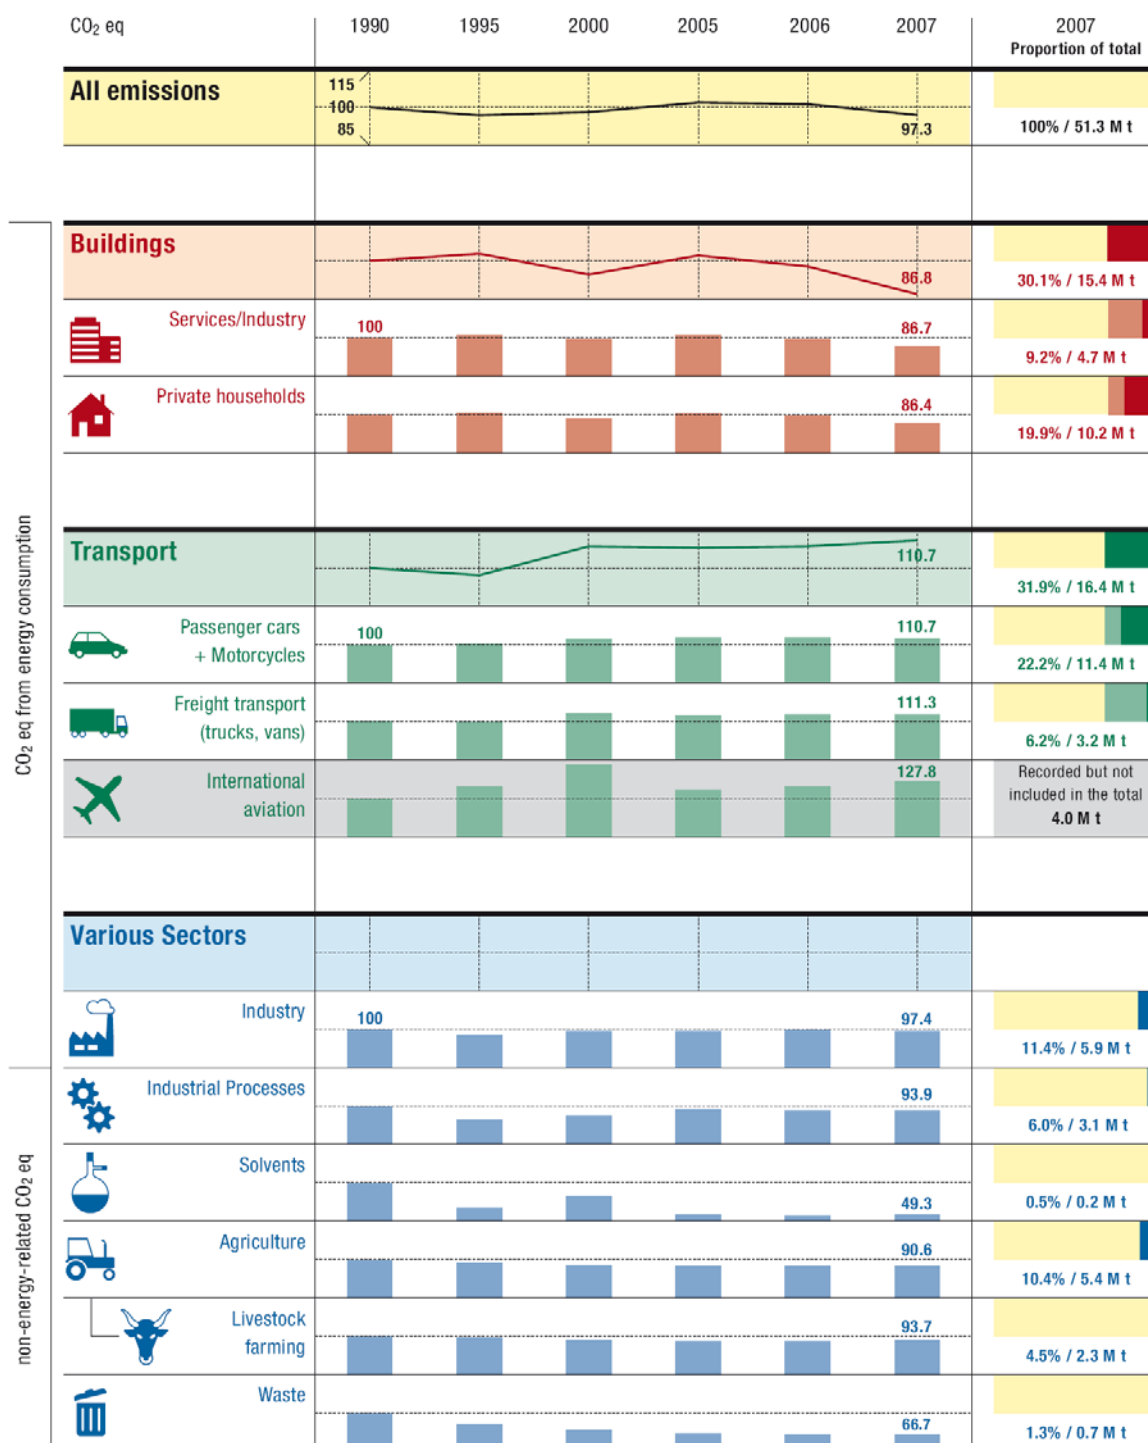 CO₂ eq 1990 1995 2000 2005 2006 2007 2007
Proportion of total
All emissions
115
100
85
97.3
100% / 51.3 M t
Buildings
86.8
30.1% / 15.4 M t
Services/Industry
100
86.7
9.2% / 4.7 M t
Private households
86.4
19.9% / 10.2 M t
CO₂ eq from energy consumption
Transport
110.7
31.9% / 16.4 M t
Passenger cars
+ Motorcycles
100
110.7
22.2% / 11.4 M t
Freight transport
(trucks, vans)
111.3
6.2% / 3.2 M t
International
aviation
127.8
Recorded but not
included in the total
4.0 M t
Various Sectors
Industry
100
97.4
11.4% / 5.9 M t
non-energy-related CO₂ eq
Industrial Processes
93.9
6.0% / 3.1 M t
Solvents
49.3
0.5% / 0.2 M t
Agriculture
90.6
10.4% / 5.4 M t
Livestock
farming
93.7
4.5% / 2.3 M t
Waste
66.7
1.3% / 0.7 M t